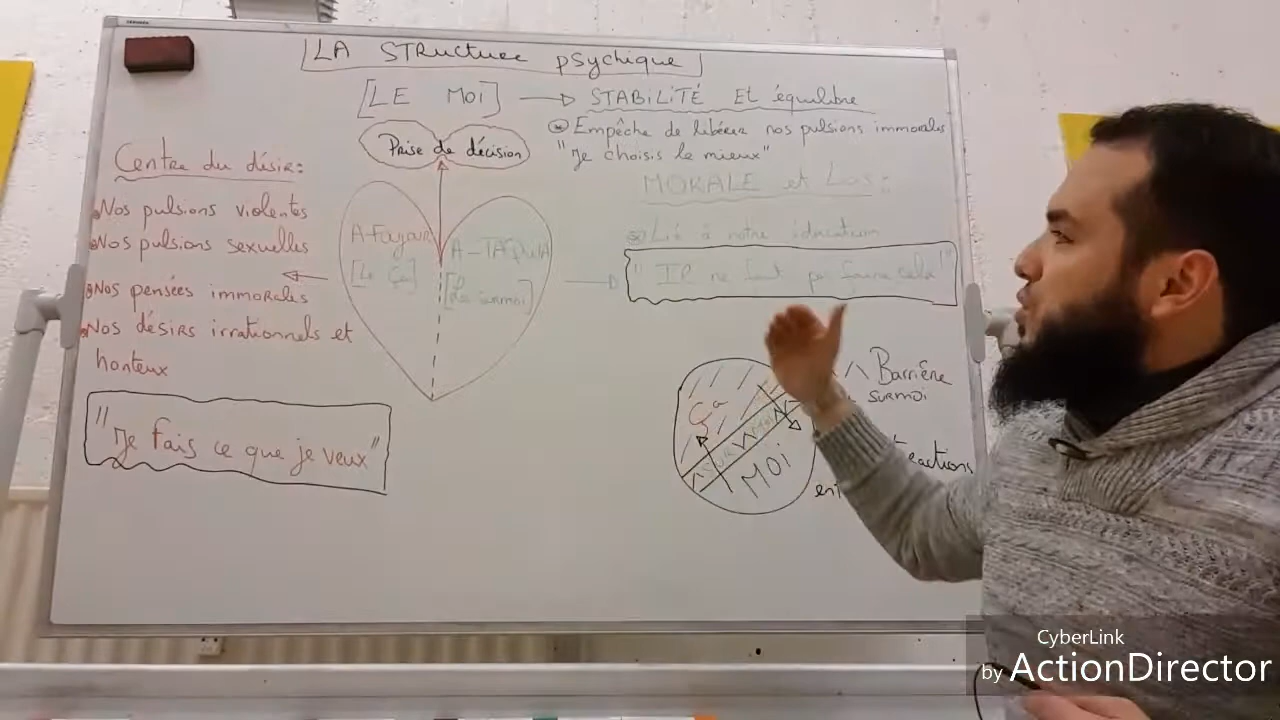 LA STRUCTURE psychique
[LE MOI] → STABILITÉ Et équilibre
Empêche de libérer nos pulsions immorales
"Je choisis le mieux"
Prise de décision
Centre du désir:
Nos pulsions violentes
Nos pulsions sexuelles
Nos pensées immorales
Nos désirs irrationnels et
honteux
"Je fais ce que je veux"
[Le ça]
A-TAQWA
[Le surmoi]
MORALE et Lois:
Lié à notre éducation
"IL ne faut pas faire cela"
Barrière
SURMOI
Ça
SURMOI
MOI
CyberLink
by ActionDirector